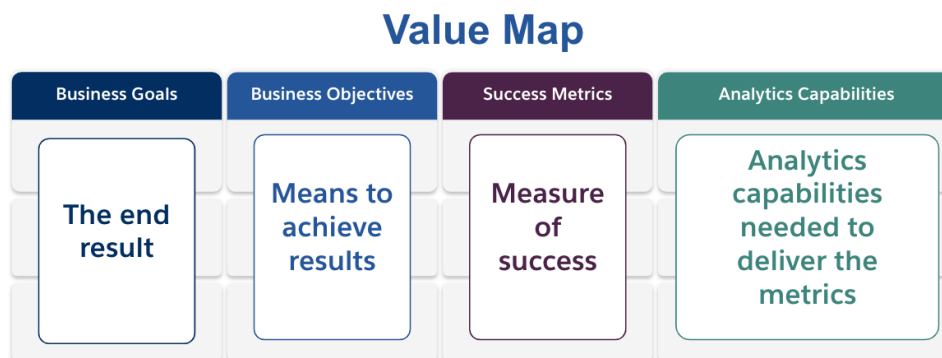 Value Map
Business Goals
Business Objectives
Success Metrics
Analytics Capabilities
The end
result
Means to
achieve
results
Measure
of
success
Analytics
capabilities
needed to
deliver the
metrics